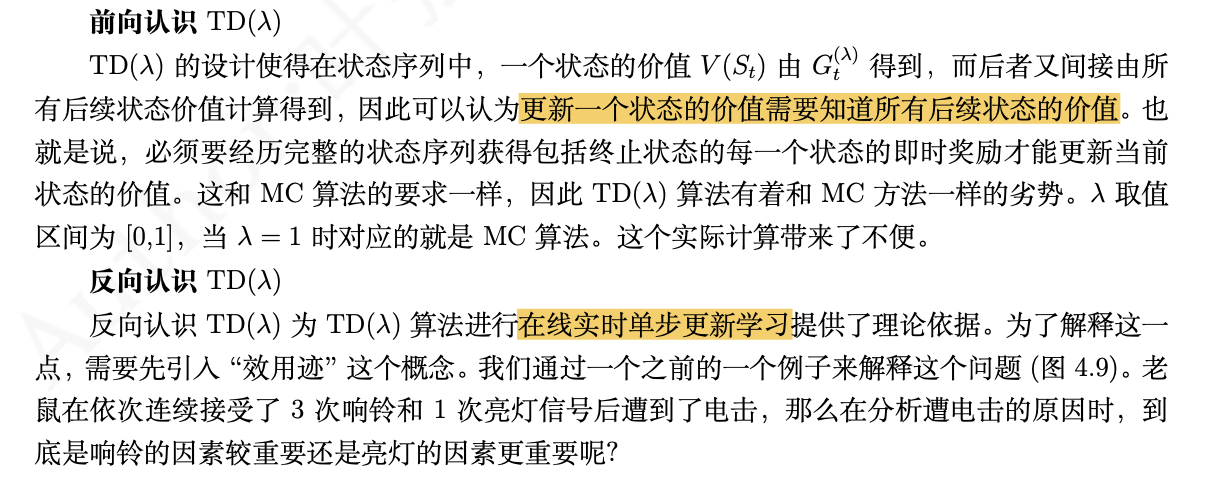 前向认识 TD(λ)
TD(λ) 的设计使得在状态序列中，一个状态的价值 V(S_t) 由 G_t^{(λ)} 得到，而后者又间接由所
有后续状态价值计算得到，因此可以认为更新一个状态的价值需要知道所有后续状态的价值。也
就是说，必须要经历完整的状态序列获得包括终止状态的每一个状态的即时奖励才能更新当前
状态的价值。这和 MC 算法的要求一样，因此 TD(λ) 算法有着和 MC 方法一样的劣势。λ 取值
区间为 [0,1]，当 λ = 1 时对应的就是 MC 算法。这个实际计算带来了不便。
反向认识 TD(λ)
反向认识 TD(λ) 为 TD(λ) 算法进行在线实时单步更新学习提供了理论依据。为了解释这一
点，需要先引入 “效用迹” 这个概念。我们通过一个之前的一个例子来解释这个问题 (图 4.9)。老
鼠在依次连续接受了 3 次响铃和 1 次亮灯信号后遭到了电击，那么在分析遭电击的原因时，到
底是响铃的因素较重要还是亮灯的因素更重要呢？